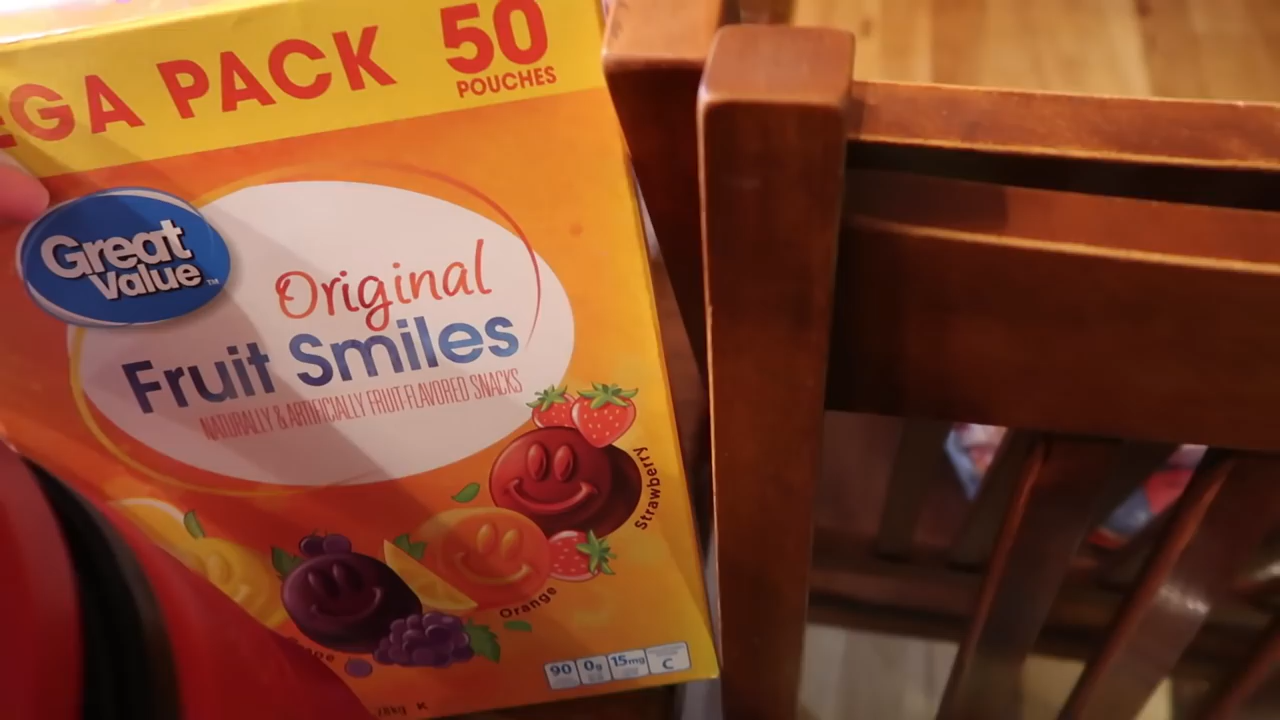 EGA PACK
50
POUCHES
Great
Value
TM
Original
Fruit Smiles
NATURALLY & ARTIFICIALLY FRUIT-FLAVORED SNACKS
Strawberry
Orange
90 0g 15mg C
K